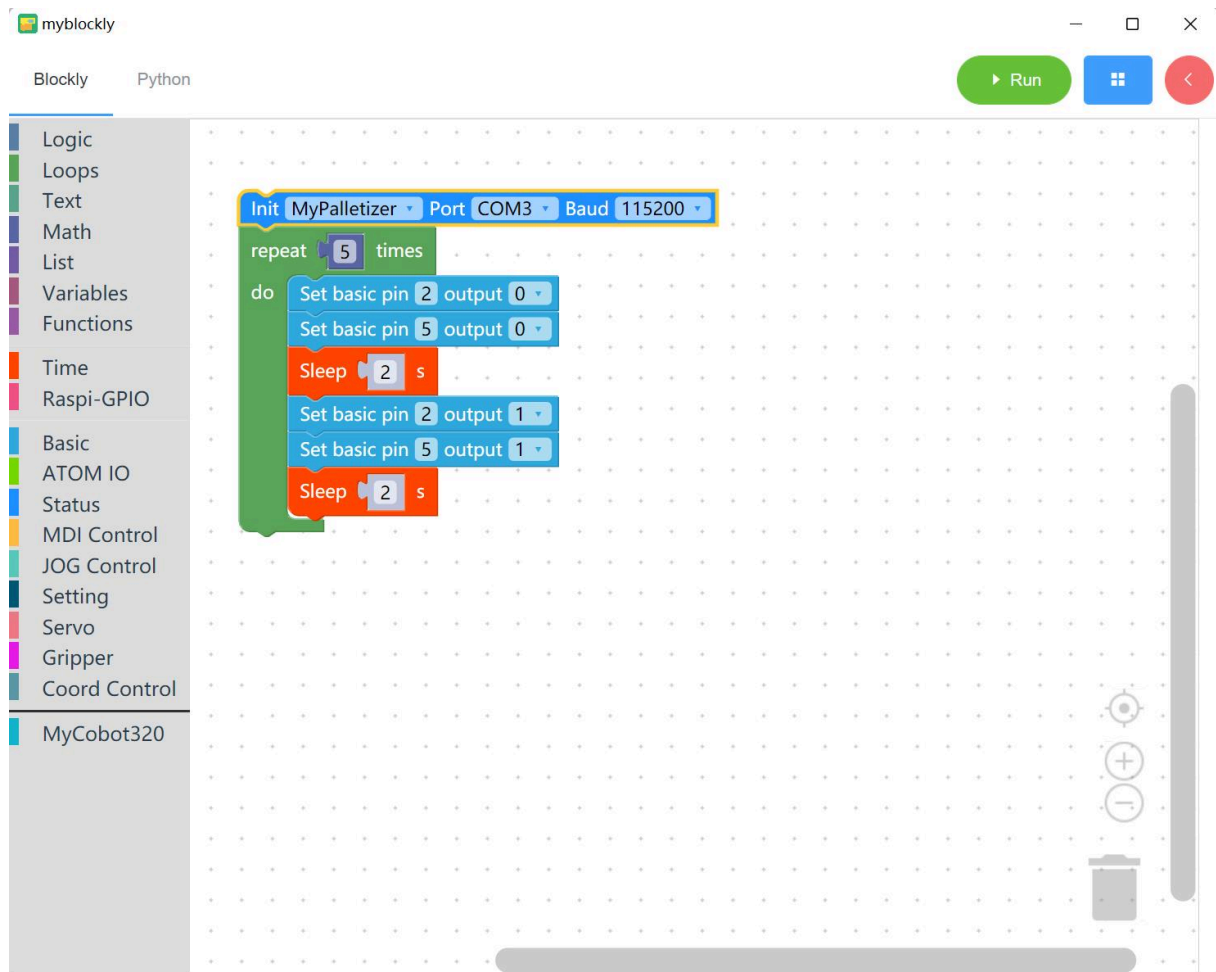 myblockly
Blockly Python Run
Logic
Loops
Text
Math
List
Variables
Functions
Time
Raspi-GPIO
Basic
ATOM IO
Status
MDI Control
JOG Control
Setting
Servo
Gripper
Coord Control
MyCobot320
Init MyPalletizer Port COM3 Baud 115200
repeat 5 times
do Set basic pin 2 output 0
Set basic pin 5 output 0
Sleep 2 s
Set basic pin 2 output 1
Set basic pin 5 output 1
Sleep 2 s